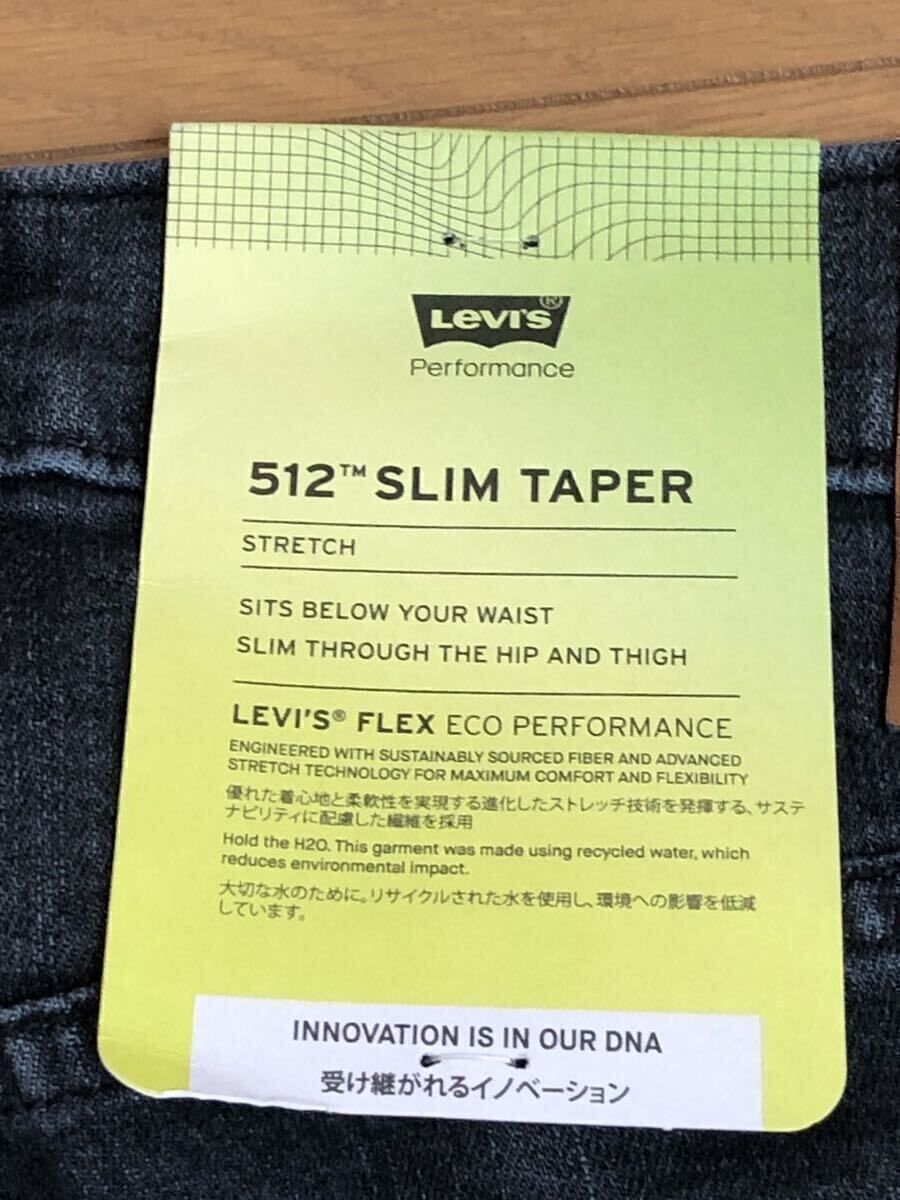 Levi's®
Performance
512™ SLIM TAPER
STRETCH
SITS BELOW YOUR WAIST
SLIM THROUGH THE HIP AND THIGH
LEVI'S® FLEX ECO PERFORMANCE
ENGINEERED WITH SUSTAINABLY SOURCED FIBER AND ADVANCED
STRETCH TECHNOLOGY FOR MAXIMUM COMFORT AND FLEXIBILITY
優れた着心地と柔軟性を実現する進化したストレッチ技術を発揮する、サステ
ナビリティに配慮した繊維を採用
Hold the H2O. This garment was made using recycled water, which
reduces environmental impact.
大切な水のために。リサイクルされた水を使用し、環境への影響を低減
しています。
INNOVATION IS IN OUR DNA
受け継がれるイノベーション